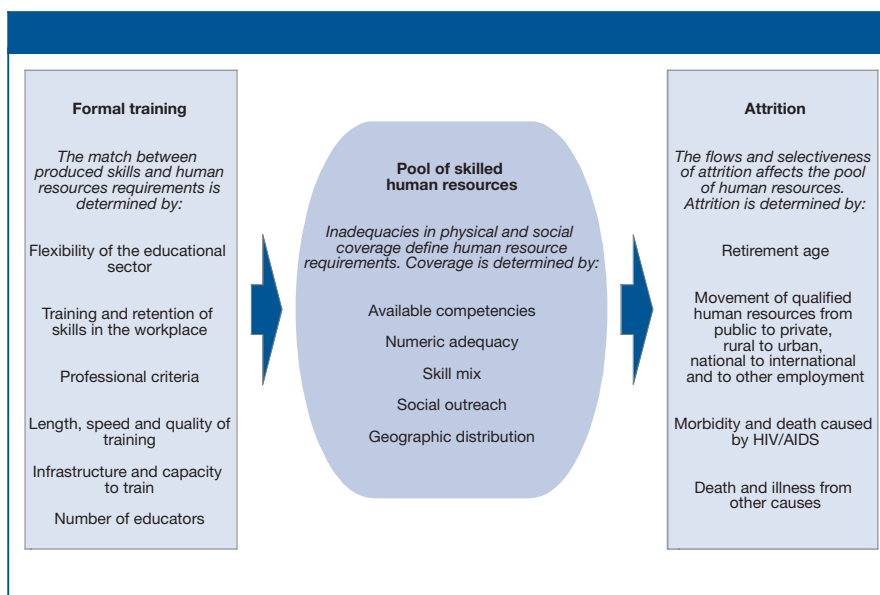 Formal training
The match between
produced skills and human
resources requirements is
determined by:
Flexibility of the educational
sector
Training and retention of
skills in the workplace
Professional criteria
Length, speed and quality of
training
Infrastructure and capacity
to train
Number of educators
Pool of skilled
human resources
Inadequacies in physical and social
coverage define human resource
requirements. Coverage is determined by:
Available competencies
Numeric adequacy
Skill mix
Social outreach
Geographic distribution
Attrition
The flows and selectiveness
of attrition affects the pool
of human resources.
Attrition is determined by:
Retirement age
Movement of qualified
human resources from
public to private,
rural to urban,
national to international
and to other employment
Morbidity and death caused
by HIV/AIDS
Death and illness from
other causes